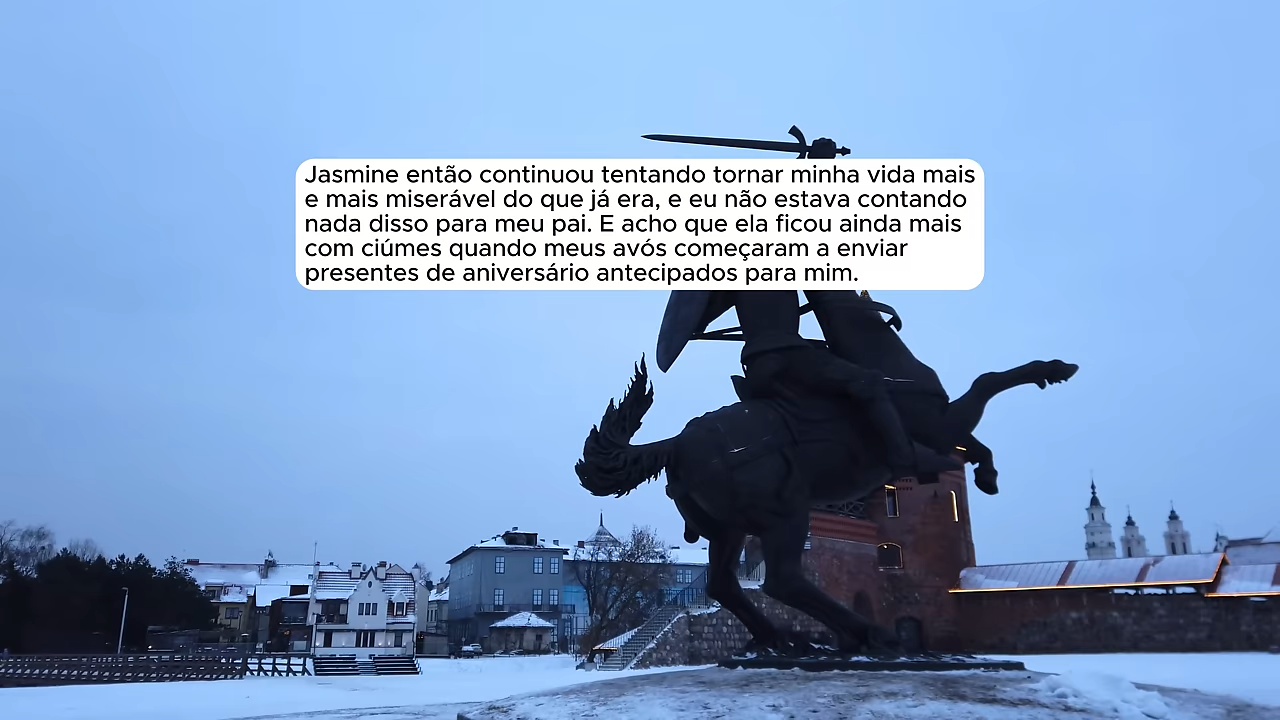 Jasmine então continuou tentando tornar minha vida mais
e mais miserável do que já era, e eu não estava contando
nada disso para meu pai. E acho que ela ficou ainda mais
com ciúmes quando meus avós começaram a enviar
presentes de aniversário antecipados para mim.